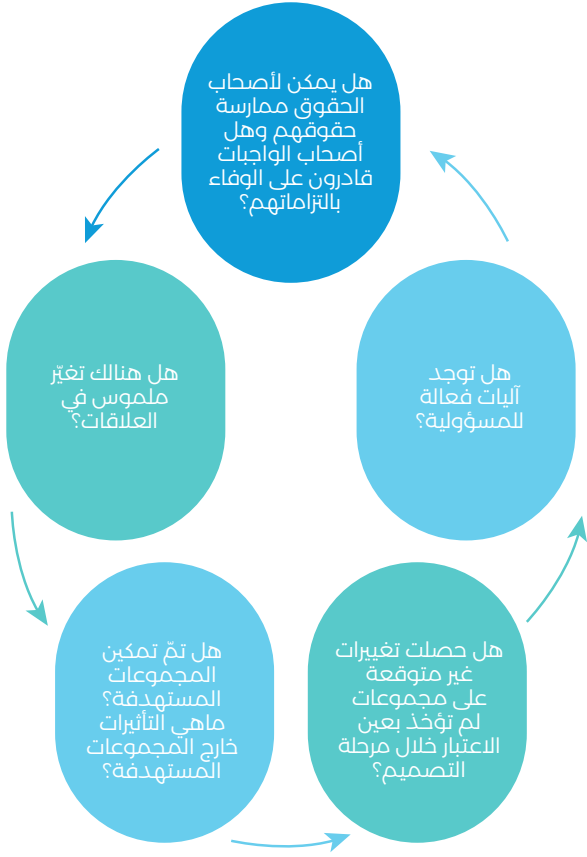 هل يمكن لأصحاب
الحقوق ممارسة
حقوقهم وهل
أصحاب الواجبات
قادرون على الوفاء
بالتزاماتهم؟
هل هنالك تغيّر
ملموس في
العلاقات؟
هل تمّ تمكين
المجموعات
المستهدفة؟
ماهي التأثيرات
خارج المجموعات
المستهدفة؟
هل حصلت تغييرات
غير متوقعة
على مجموعات
لم تؤخذ بعين
الاعتبار خلال مرحلة
التصميم؟
هل توجد
آليات فعالة
للمسؤولية؟